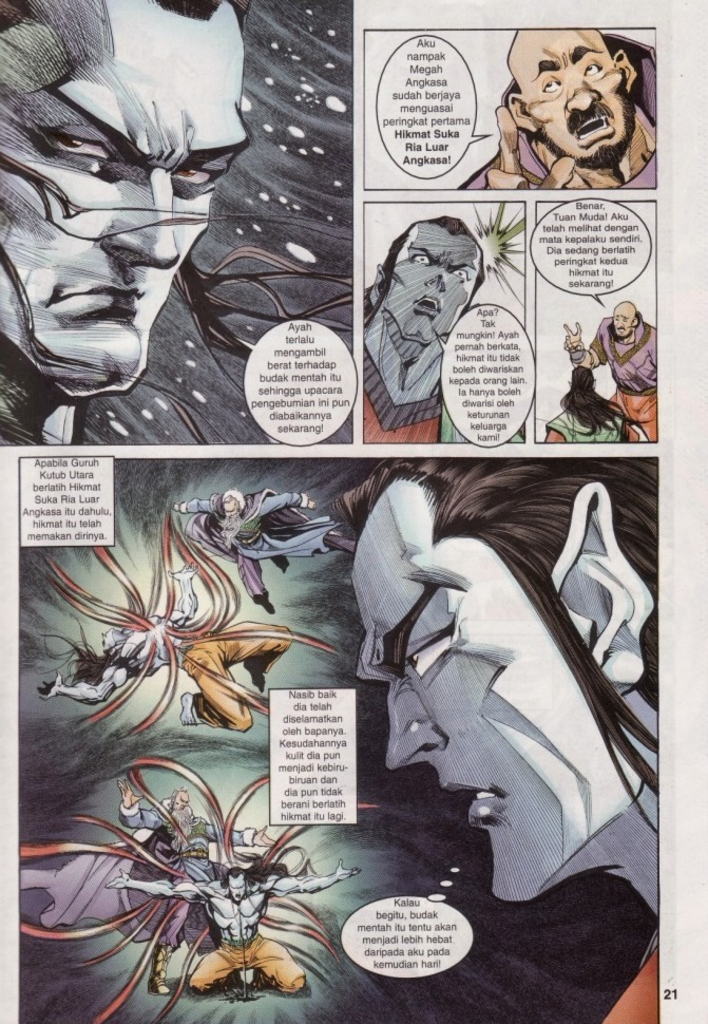 Ayah
terlalu
mengambil
berat terhadap
budak mentah itu
sehingga upacara
pengebumian ini pun
diabaikannya
sekarang!
Aku
nampak
Megah
Angkasa
sudah berjaya
menguasai
peringkat pertama
Hikmat Suka
Ria Luar
Angkasa!
Apa?
Tak
mungkin! Ayah
pernah berkata,
hikmat itu tidak
boleh diwariskan
kepada orang lain.
Ia hanya boleh
diwarisi oleh
keturunan
keluarga
kami!
Benar,
Tuan Muda! Aku
telah melihat dengan
mata kepalaku sendiri.
Dia sedang berlatih
peringkat kedua
hikmat itu
sekarang!
Apabila Guruh
Kutub Utara
berlatih Hikmat
Suka Ria Luar
Angkasa itu dahulu,
hikmat itu telah
memakan dirinya.
Nasib baik
dia telah
diselamatkan
oleh bapanya.
Kesudahannya
kulit dia pun
menjadi kebiru-
biruan dan
dia pun tidak
berani berlatih
hikmat itu lagi.
Kalau
begitu, budak
mentah itu tentu akan
menjadi lebih hebat
daripada aku pada
kemudian hari!
21